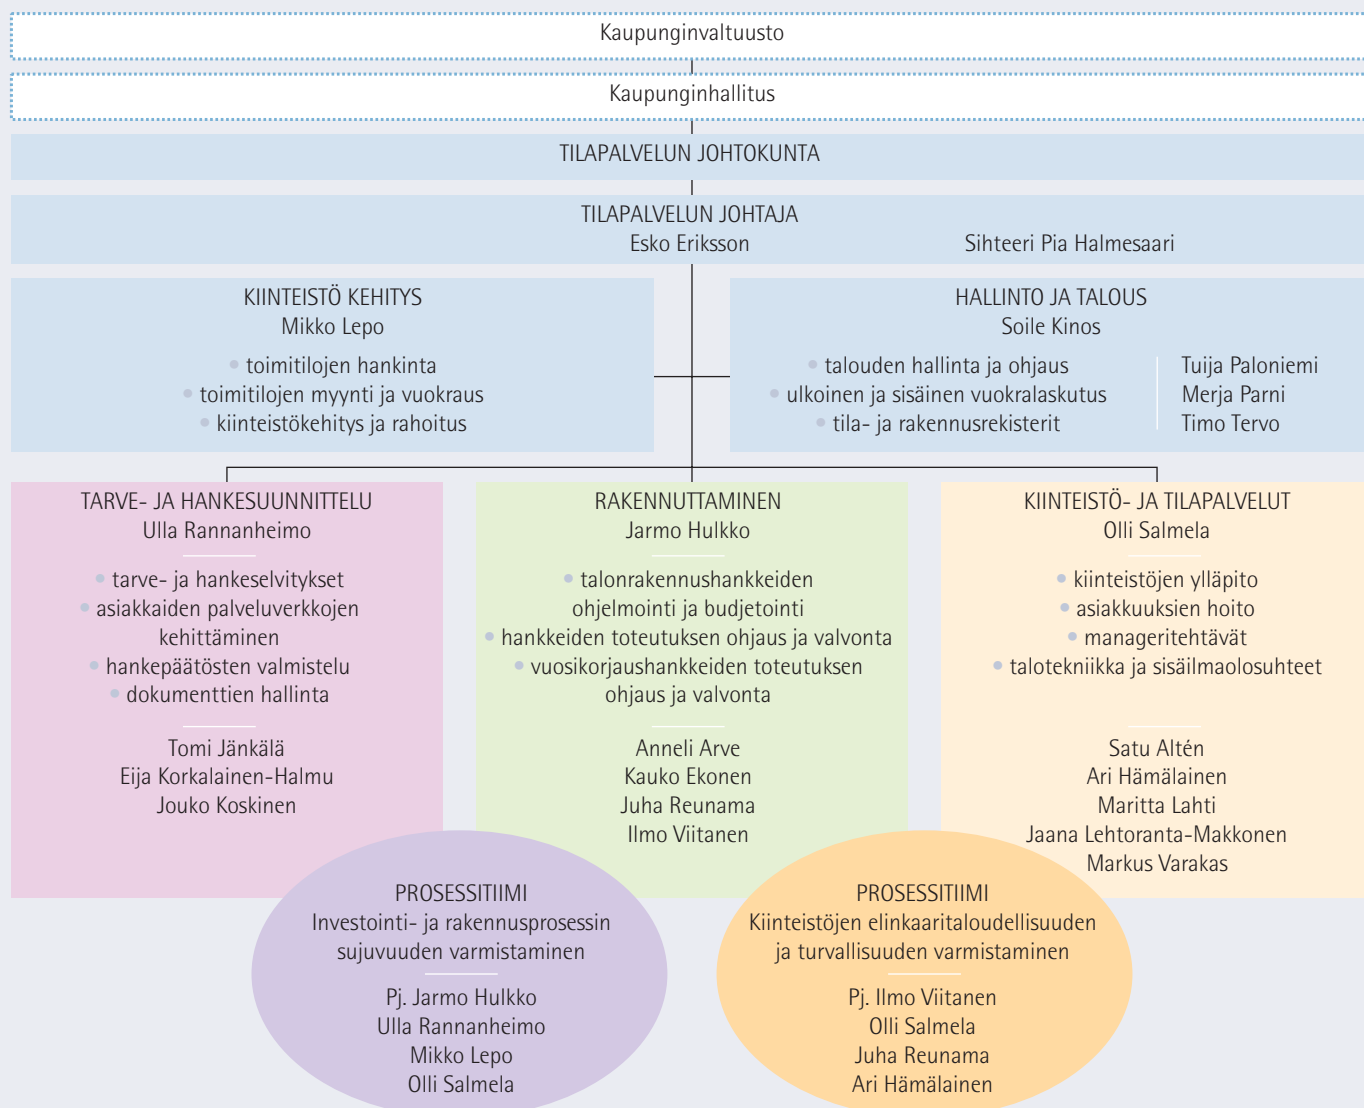 Kaupunginvaltuusto
Kaupunginhallitus
TILAPALVELUN JOHTOKUNTA
TILAPALVELUN JOHTAJA
Esko Eriksson
Sihteeri Pia Halmesaari
KIINTEISTÖ KEHITYS
Mikko Lepo
• toimitilojen hankinta
• toimitilojen myynti ja vuokraus
• kiinteistökehitys ja rahoitus
HALLINTO JA TALOUS
Soile Kinos
• talouden hallinta ja ohjaus
• ulkoinen ja sisäinen vuokralaskutus
• tila- ja rakennusrekisterit
Tuija Paloniemi
Merja Parni
Timo Tervo
TARVE- JA HANKESUUNNITTELU
Ulla Rannanheimo
• tarve- ja hankeselvitykset
• asiakkaiden palveluverkkojen
kehittäminen
• hankepäätösten valmistelu
• dokumenttien hallinta
Tomi Jänkälä
Eija Korkalainen-Halmu
Jouko Koskinen
RAKENNUTTAMINEN
Jarmo Hulkko
• talonrakennushankkeiden
ohjelmointi ja budjetointi
• hankkeiden toteutuksen ohjaus ja valvonta
• vuosikorjaushankkeiden toteutuksen
ohjaus ja valvonta
Anneli Arve
Kauko Ekonen
Juha Reunama
Ilmo Viitanen
KIINTEISTÖ- JA TILAPALVELUT
Olli Salmela
• kiinteistöjen ylläpito
• asiakkuuksien hoito
• manageritehtävät
• talotekniikka ja sisäilmaolosuhteet
Satu Altén
Ari Hämälainen
Maritta Lahti
Jaana Lehtoranta-Makkonen
Markus Varakas
PROSESSITIIMI
Investointi- ja rakennusprosessin
sujuvuuden varmistaminen
Pj. Jarmo Hulkko
Ulla Rannanheimo
Mikko Lepo
Olli Salmela
PROSESSITIIMI
Kiinteistöjen elinkaaritaloudellisuuden
ja turvallisuuden varmistaminen
Pj. Ilmo Viitanen
Olli Salmela
Juha Reunama
Ari Hämälainen